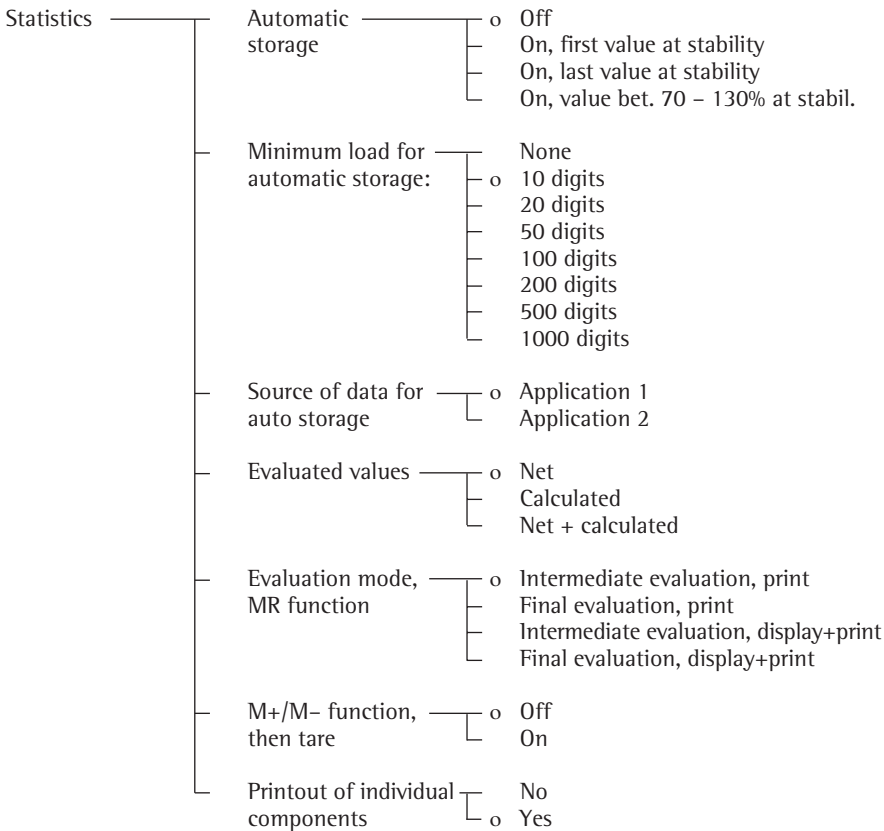 Statistics Automatic o Off
storage On, first value at stability
On, last value at stability
On, value bet. 70 – 130% at stabil.
Minimum load for None
automatic storage: o 10 digits
20 digits
50 digits
100 digits
200 digits
500 digits
1000 digits
Source of data for o Application 1
auto storage Application 2
Evaluated values o Net
Calculated
Net + calculated
Evaluation mode, o Intermediate evaluation, print
MR function Final evaluation, print
Intermediate evaluation, display+print
Final evaluation, display+print
M+/M– function, o Off
then tare On
Printout of individual No
components o Yes